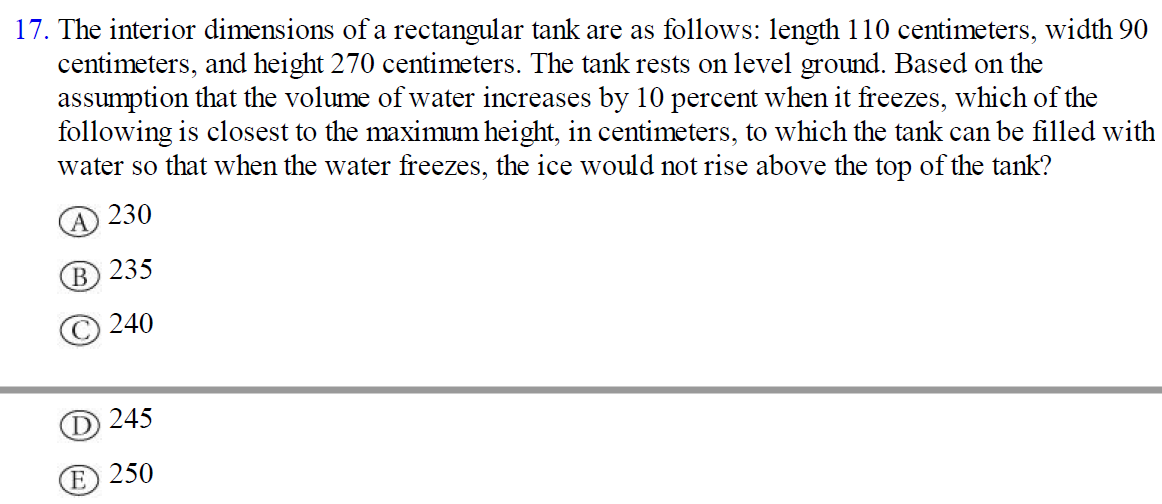 17. The interior dimensions of a rectangular tank are as follows: length 110 centimeters, width 90
centimeters, and height 270 centimeters. The tank rests on level ground. Based on the
assumption that the volume of water increases by 10 percent when it freezes, which of the
following is closest to the maximum height, in centimeters, to which the tank can be filled with
water so that when the water freezes, the ice would not rise above the top of the tank?
A 230
B 235
C 240
D 245
E 250